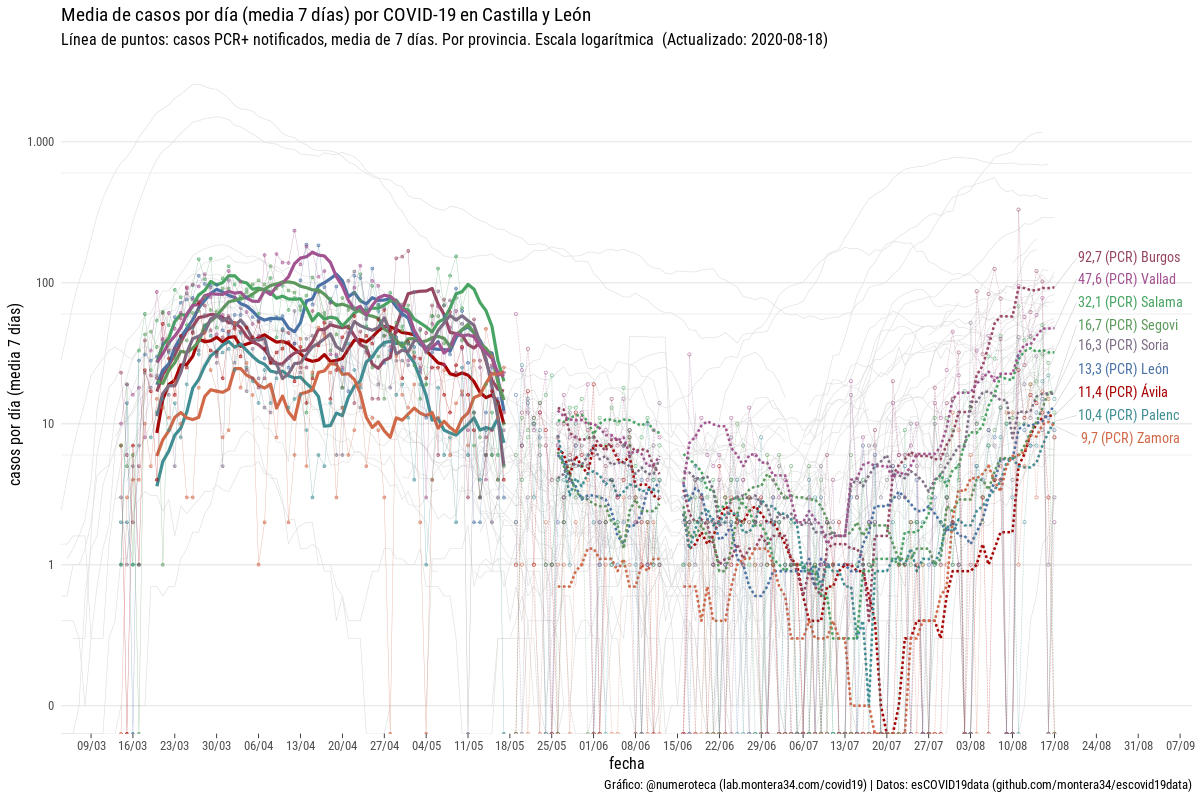 Media de casos por día (media 7 días) por COVID-19 en Castilla y León
Línea de puntos: casos PCR+ notificados, media de 7 días. Por provincia. Escala logarítmica (Actualizado: 2020-08-18)
casos por día (media 7 días)
1.000
100
10
1
0
92,7 (PCR) Burgos
47,6 (PCR) Vallad
32,1 (PCR) Salama
16,7 (PCR) Segovi
16,3 (PCR) Soria
13,3 (PCR) León
11,4 (PCR) Ávila
10,4 (PCR) Palenc
9,7 (PCR) Zamora
09/03 16/03 23/03 30/03 06/04 13/04 20/04 27/04 04/05 11/05 18/05 25/05 01/06 08/06 15/06 22/06 29/06 06/07 13/07 20/07 27/07 03/08 10/08 17/08 24/08 31/08 07/09
fecha
Gráfico: @numeroteca (lab.montera34.com/covid19) | Datos: esCOVID19data (github.com/montera34/escovid19data)